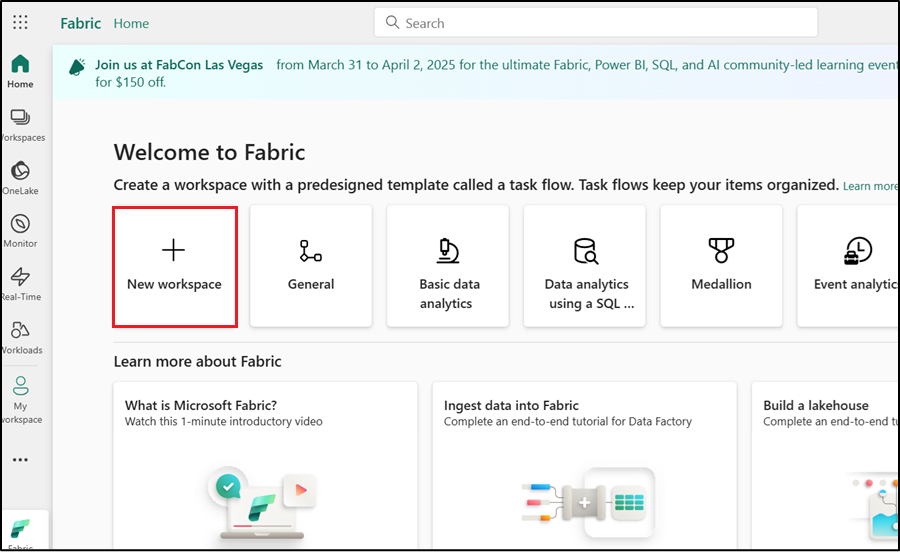 Fabric Home
Search
Join us at FabCon Las Vegas from March 31 to April 2, 2025 for the ultimate Fabric, Power BI, SQL, and AI community-led learning event
for $150 off.
Home
Workspaces
OneLake
Monitor
Real-Time
Workloads
My
workspace
Fabric
Welcome to Fabric
Create a workspace with a predesigned template called a task flow. Task flows keep your items organized. Learn more
New workspace
General
Basic data
analytics
Data analytics
using a SQL ...
Medallion
Event analytics
Learn more about Fabric
What is Microsoft Fabric?
Watch this 1-minute introductory video
Ingest data into Fabric
Complete an end-to-end tutorial for Data Factory
Build a lakehouse
Complete an end-to-end tu